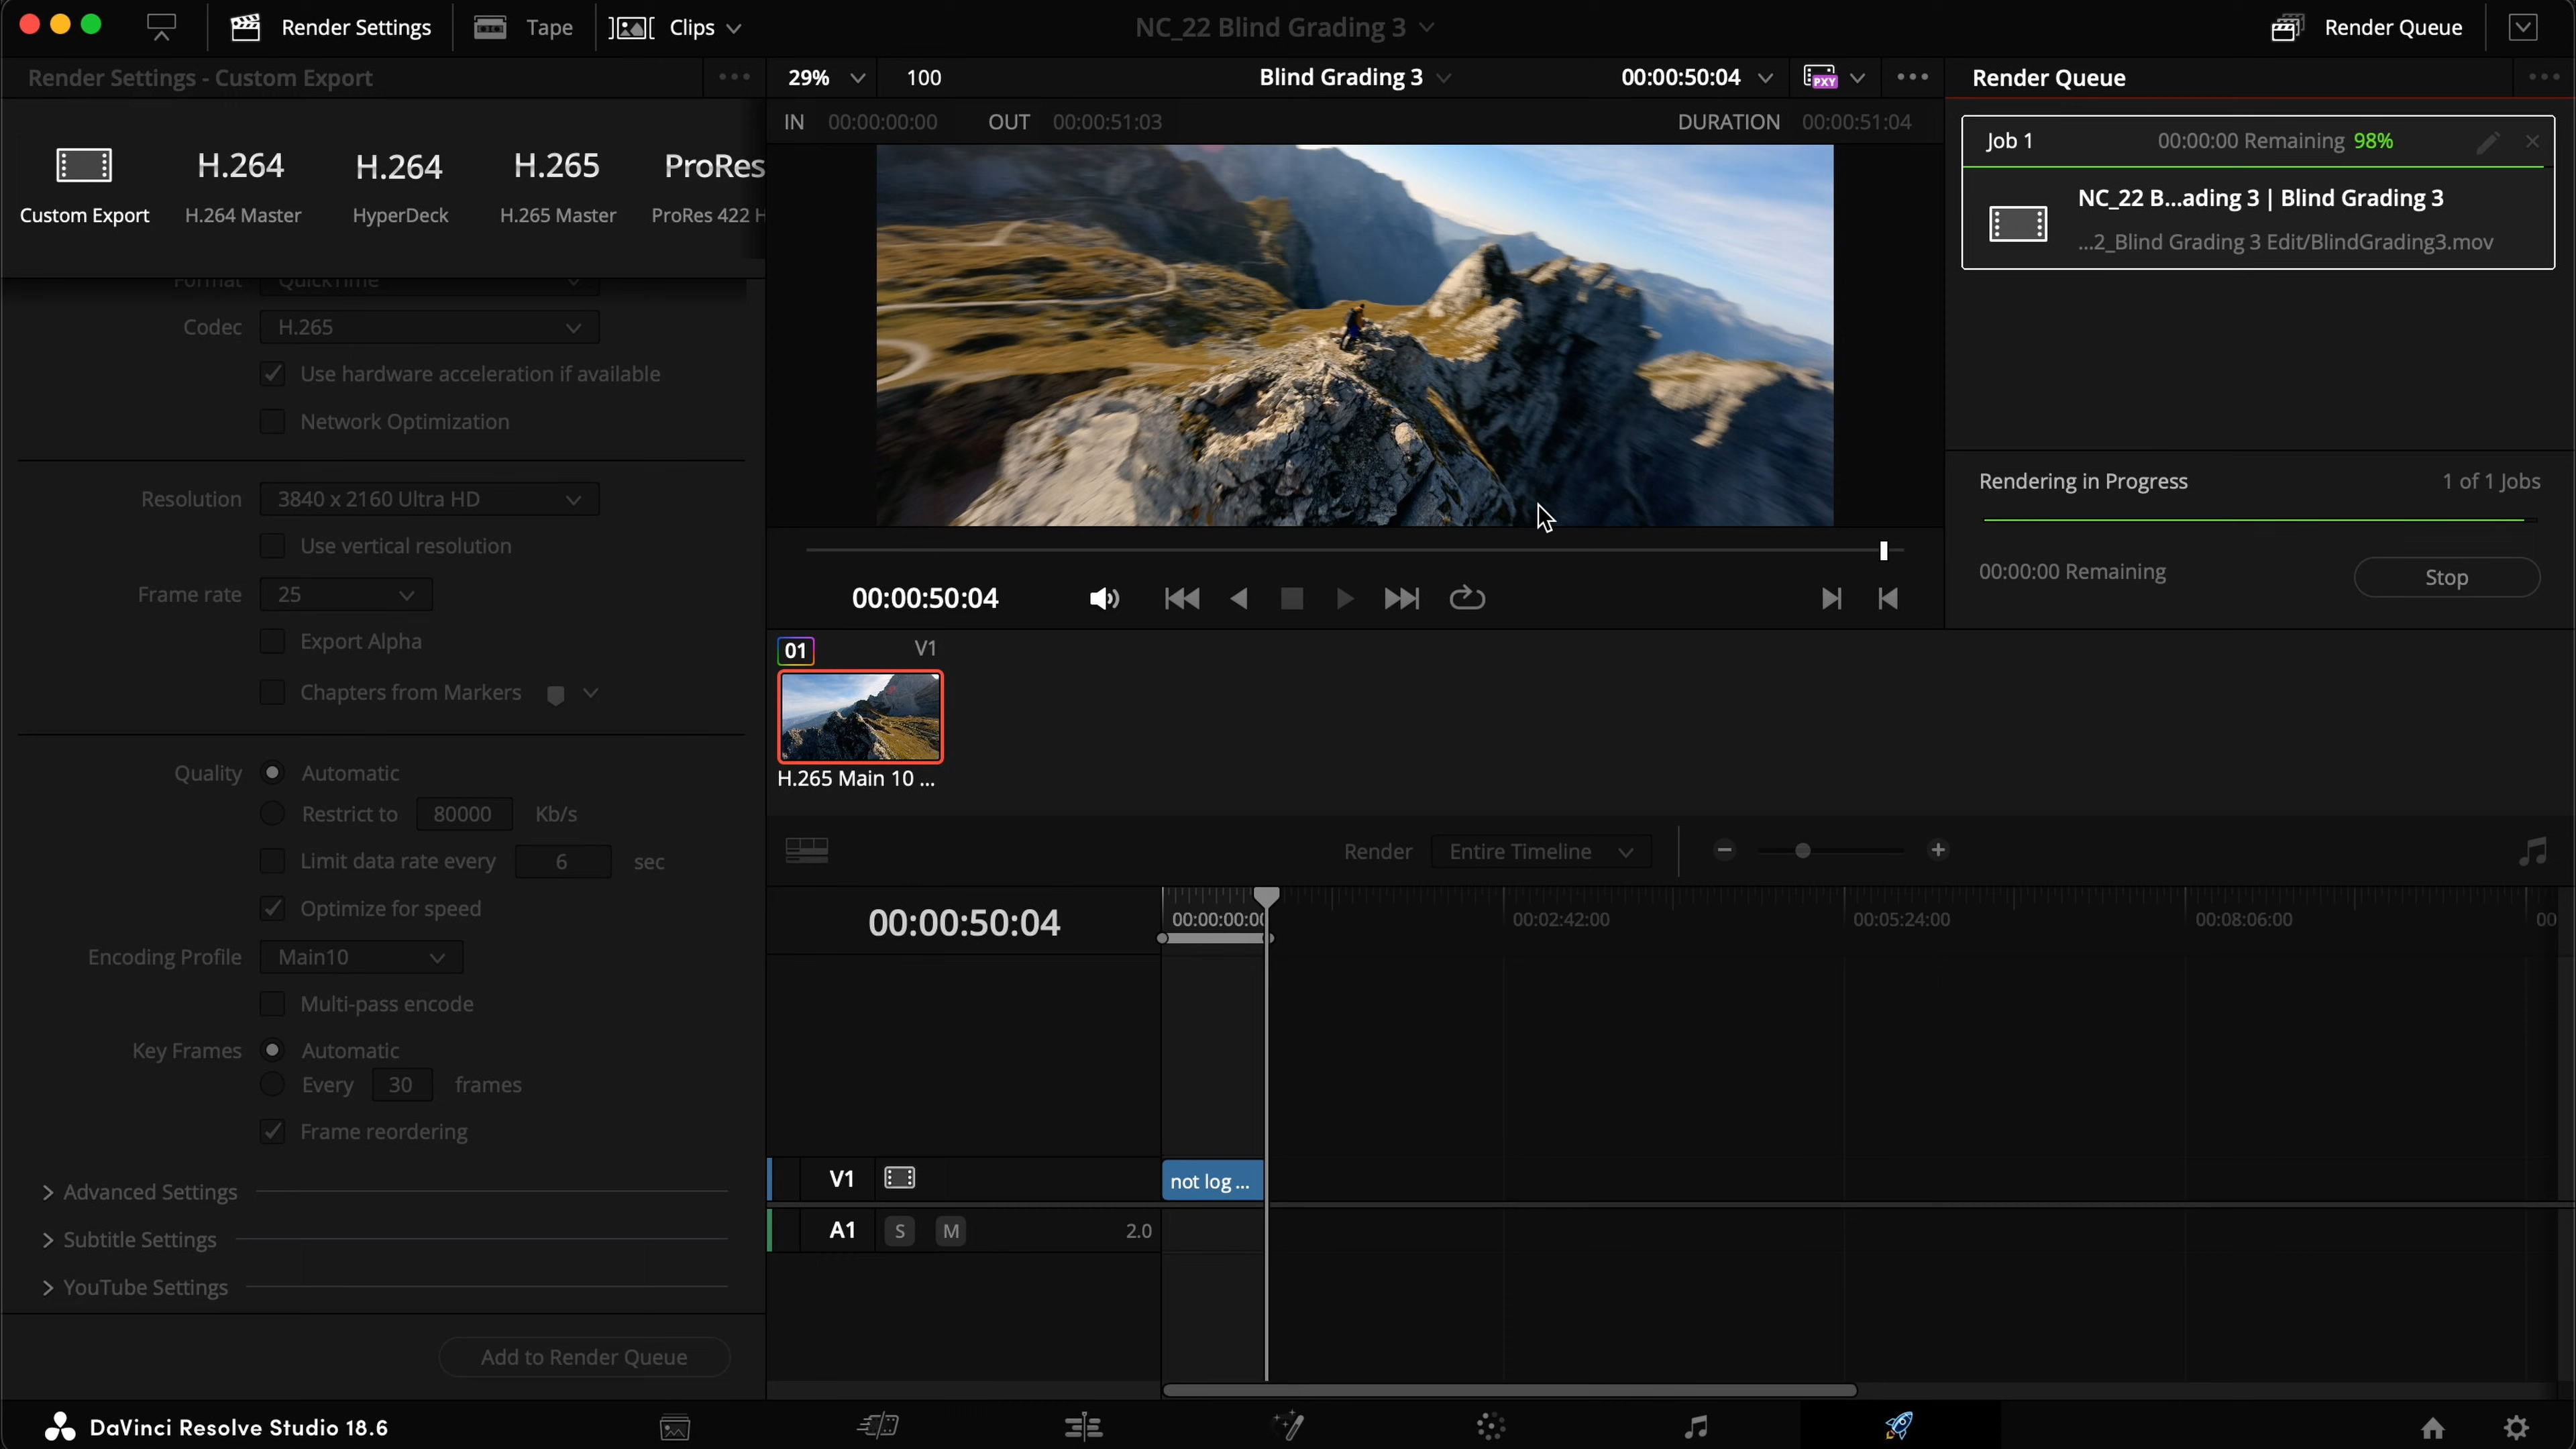 Render Settings
Tape
Clips
NC_22 Blind Grading 3
Render Queue
Render Settings - Custom Export
29%
100
Blind Grading 3
00:00:50:04
PXY
Render Queue
IN 00:00:00:00
OUT 00:00:51:03
DURATION 00:00:51:04
H.264
H.264
H.265
ProRes
Custom Export
H.264 Master
HyperDeck
H.265 Master
ProRes 422 H
Job 1
00:00:00 Remaining 98%
NC_22 B...ading 3 | Blind Grading 3
...2_Blind Grading 3 Edit/BlindGrading3.mov
Format QuickTime
Codec H.265
Use hardware acceleration if available
Network Optimization
Resolution 3840 x 2160 Ultra HD
Use vertical resolution
Frame rate 25
Export Alpha
Chapters from Markers
Quality Automatic
Restrict to 80000 Kb/s
Limit data rate every 6 sec
Optimize for speed
Encoding Profile Main10
Multi-pass encode
Key Frames Automatic
Every 30 frames
Frame reordering
Advanced Settings
Subtitle Settings
YouTube Settings
Add to Render Queue
Rendering in Progress
1 of 1 Jobs
00:00:00 Remaining
Stop
00:00:50:04
01
V1
H.265 Main 10 ...
Render Entire Timeline
00:00:50:04
00:00:00:0
00:02:42:00
00:05:24:00
00:08:06:00
00
V1
not log ...
A1
S
M
2.0
DaVinci Resolve Studio 18.6